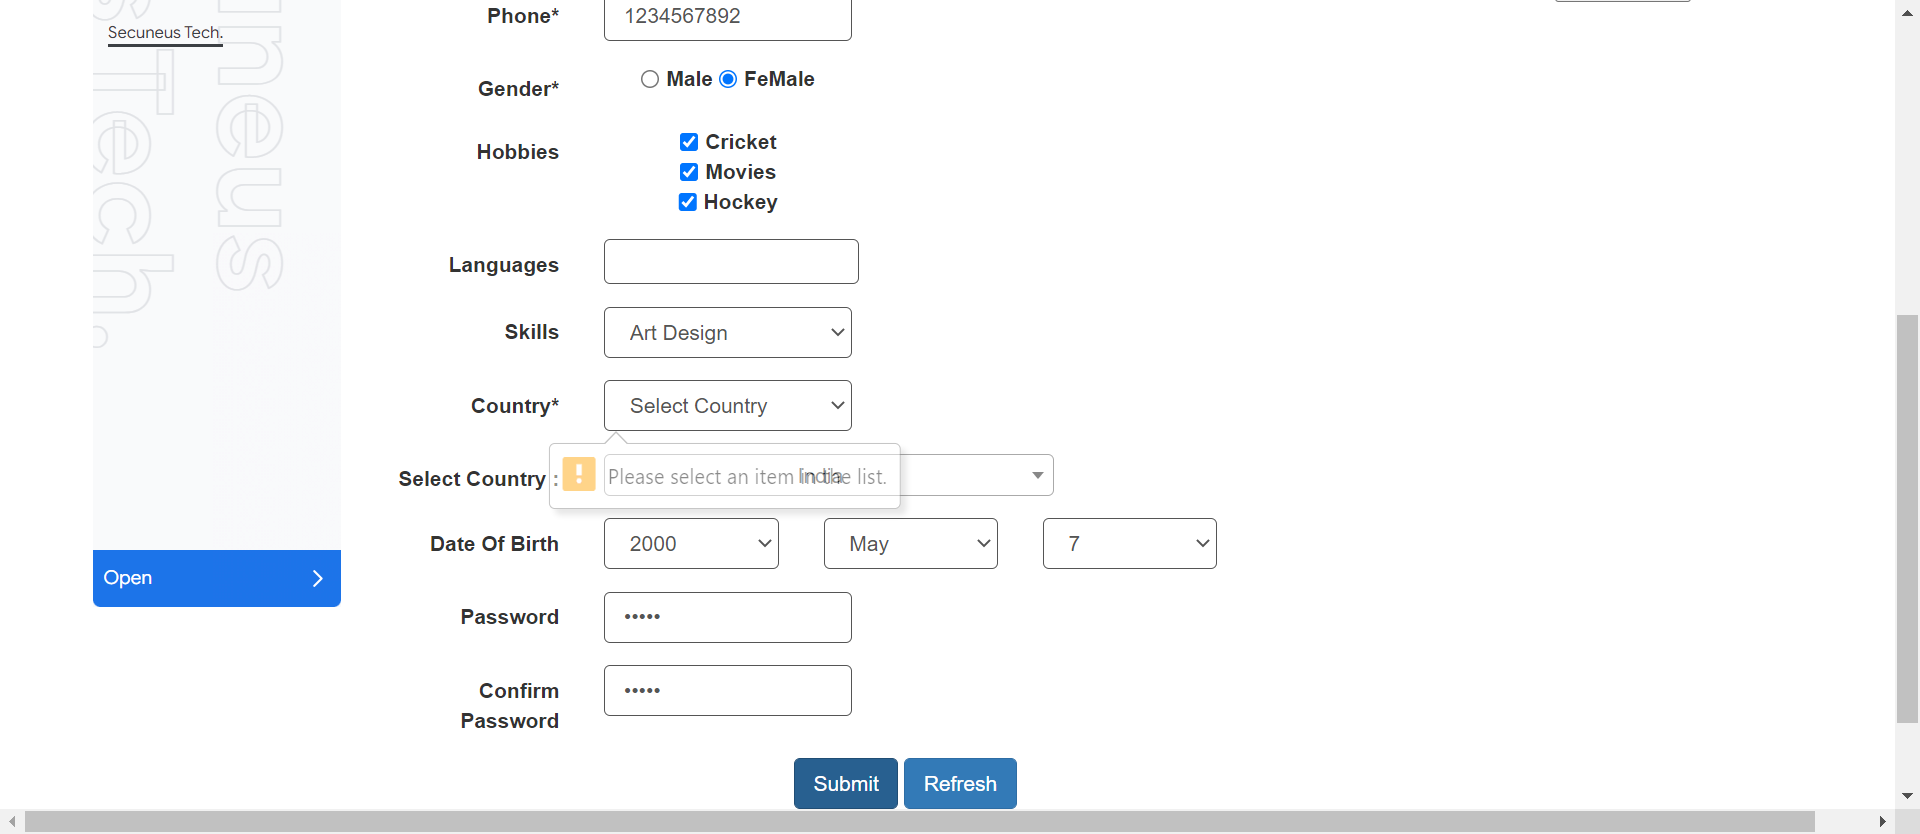 Secuneus Tech.
neus
Tech.
Open
Phone*
1234567892
Gender*
Male
FeMale
Hobbies
Cricket
Movies
Hockey
Languages
Skills
Art Design
Country*
Select Country
Please select an item in the list.
Select Country :
India
Date Of Birth
2000
May
7
Password
•••••
Confirm
Password
•••••
Submit
Refresh